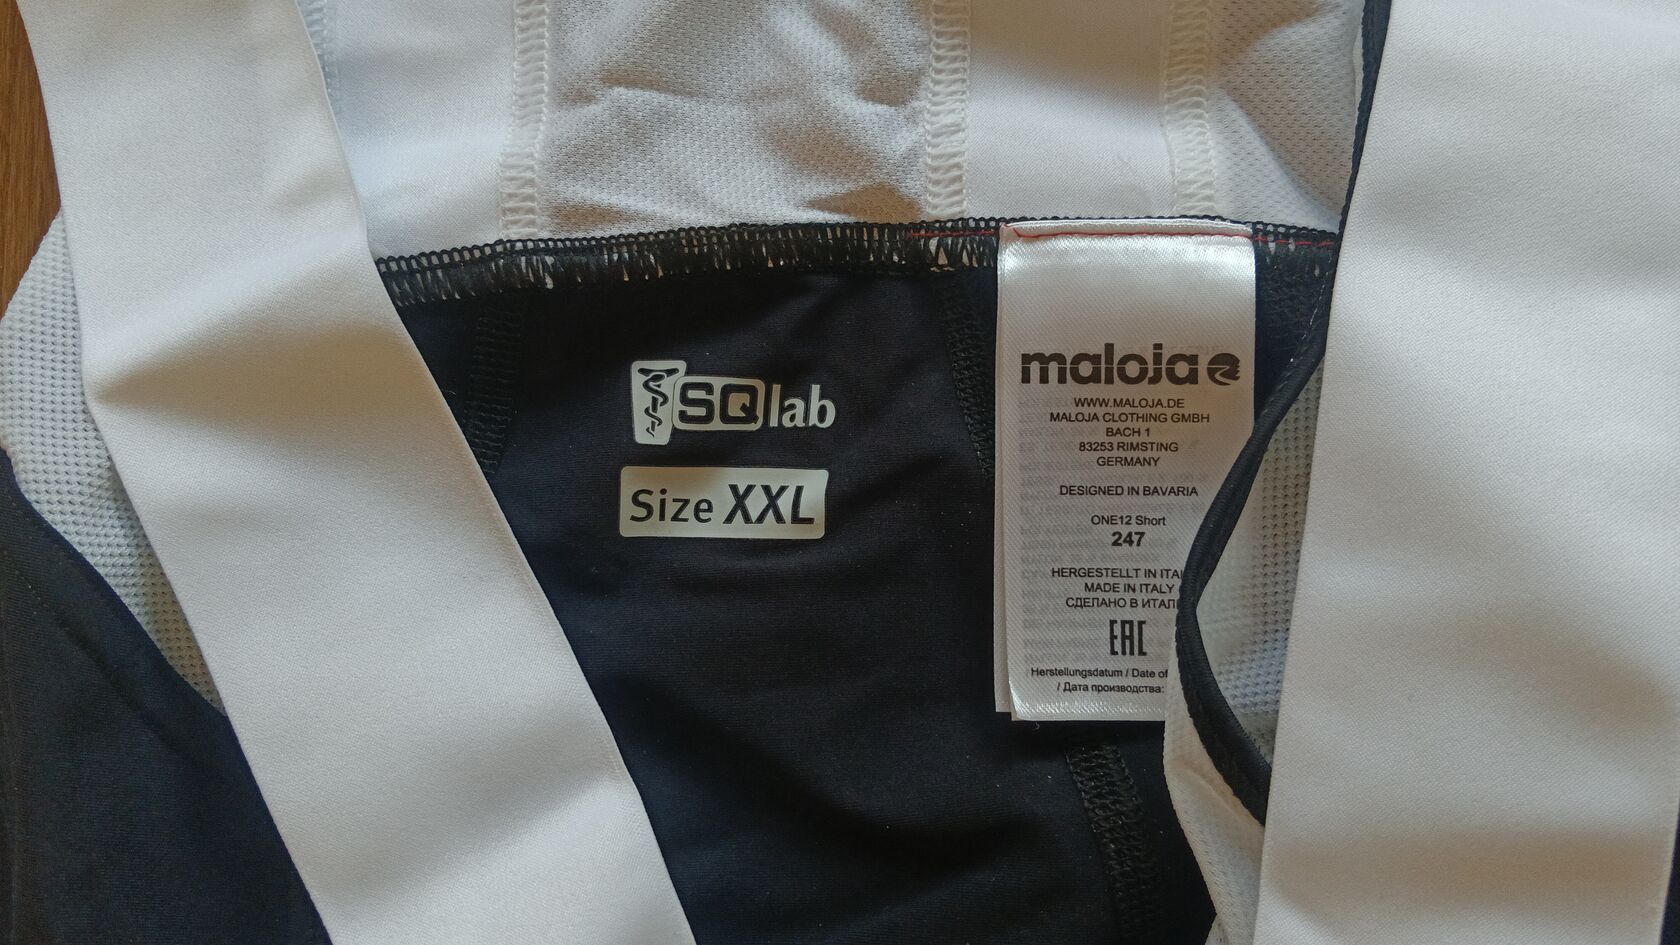 SQlab
Size XXL
maloja
WWW.MALOJA.DE
MALOJA CLOTHING GMBH
BACH 1
83253 RIMSTING
GERMANY
DESIGNED IN BAVARIA
ONE12 Short
247
HERGESTELLT IN
MADE IN ITALY
СДЕЛАНО В
EAC
Herstellungsdatum / Date of
/ Дата производства: